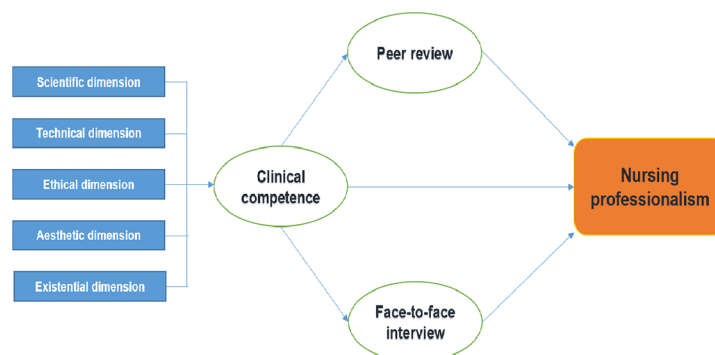 Peer review
Scientific dimension
Technical dimension
Ethical dimension
Aesthetic dimension
Existential dimension
Clinical
competence
Nursing
professionalism
Face-to-face
interview